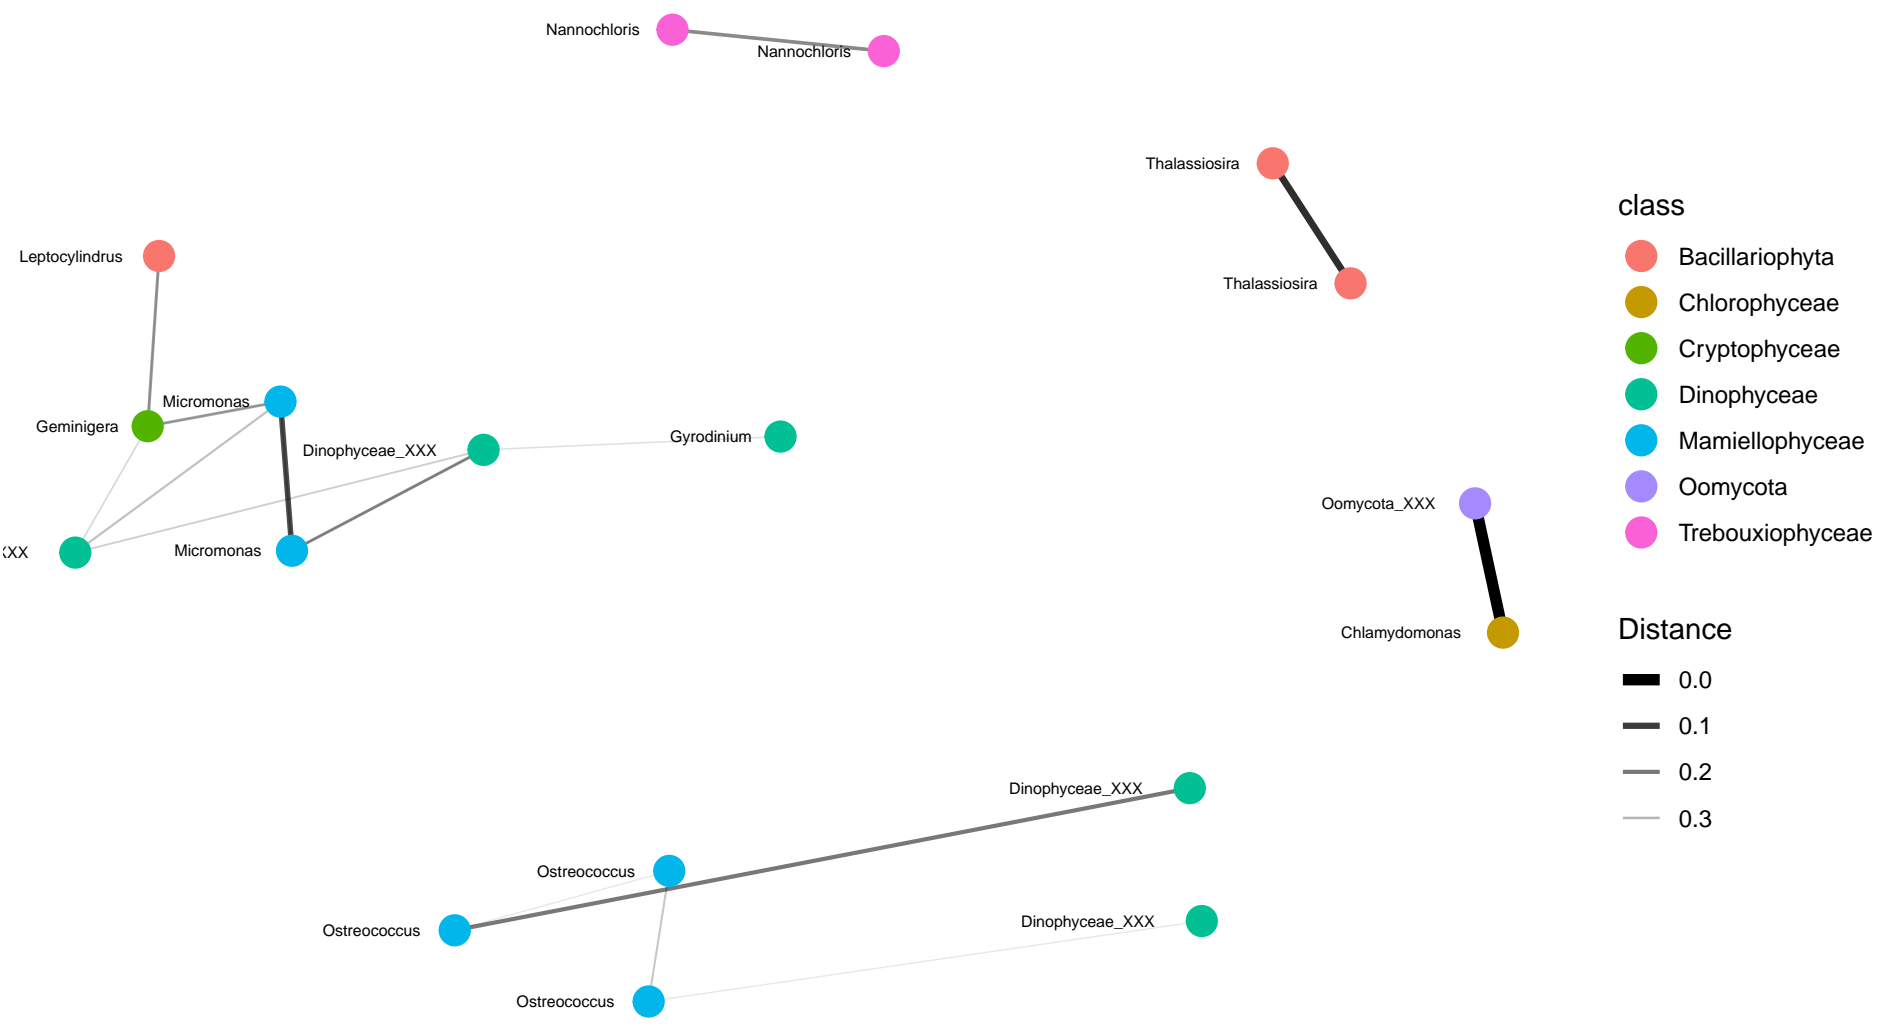 Nannochloris
Nannochloris
Thalassiosira
Thalassiosira
Leptocylindrus
Micromonas
Geminigera
Dinophyceae_XXX
Gyrodinium
XXX
Micromonas
Oomycota_XXX
Chlamydomonas
Dinophyceae_XXX
Ostreococcus
Ostreococcus
Dinophyceae_XXX
Ostreococcus
class
Bacillariophyta
Chlorophyceae
Cryptophyceae
Dinophyceae
Mamiellophyceae
Oomycota
Trebouxiophyceae
Distance
0.0
0.1
0.2
0.3